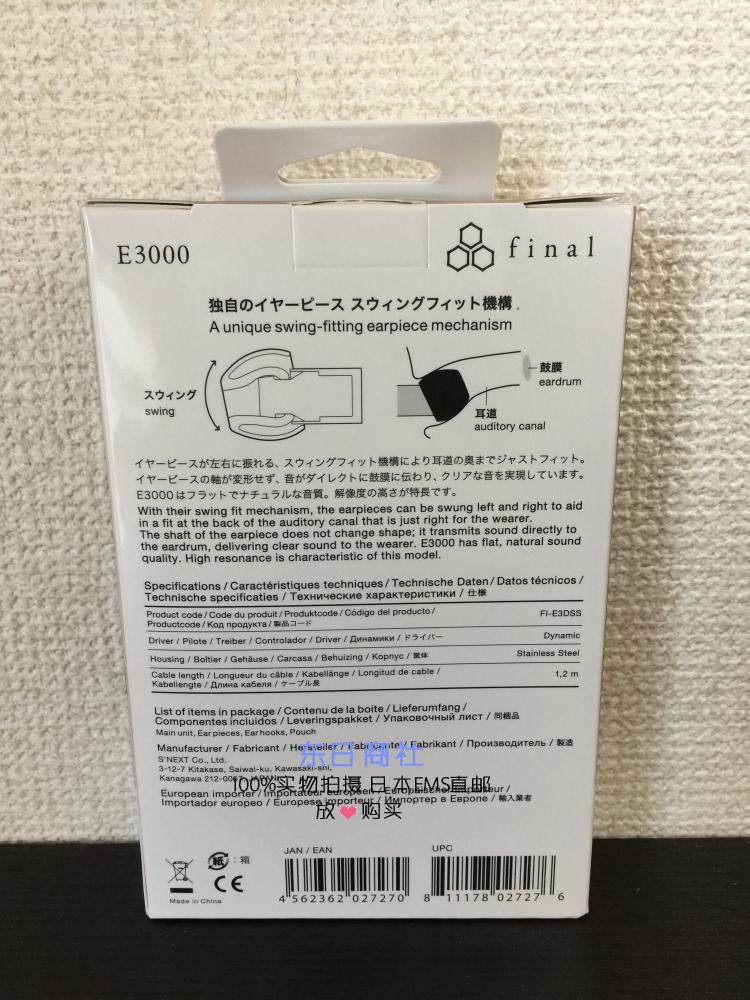 E3000
final
独自のイヤーピース スウィングフィット機構
A unique swing-fitting earpiece mechanism
スウィング
swing
鼓膜
eardrum
耳道
auditory canal
イヤーピースが左右に振れる、スウィングフィット機構により耳道の奥までジャストフィット。
イヤーピースの軸が変形せず、音がダイレクトに鼓膜に伝わり、クリアな音を実現しています。
E3000はフラットでナチュラルな音質。解像度の高さが特長です。
With their swing fit mechanism, the earpieces can be swung left and right to aid
in a fit at the back of the auditory canal that is just right for the wearer.
The shaft of the earpiece does not change shape; it transmits sound directly to
the eardrum, delivering clear sound to the wearer. E3000 has flat, natural sound
quality. High resonance is characteristic of this model.
Specifications / Caractéristiques techniques / Technische Daten / Datos técnicos /
Technische specificaties / Технические характеристики / 仕様
Product code / Code du produit / Produktcode / Código del producto /
Productcode / Код продукта / 製品コード
FI-E3DSS
Driver / Pilote / Treiber / Controlador / Driver / Динамики / ドライバー
Dynamic
Housing / Boîtier / Gehäuse / Carcasa / Behuizing / Корпус / 筐体
Stainless Steel
Cable length / Longueur du câble / Kabellänge / Longitud de cable /
Kabellengte / Длина кабеля / ケーブル長
1,2 m
List of items in package / Contenu de la boite / Lieferumfang /
Componentes incluidos / Leveringspakket / Упаковочный лист / 同梱品
Main unit, Ear pieces, Ear hooks, Pouch
Manufacturer / Fabricant / Hersteller / Fabricante / Fabrikant / Производитель / 製造
东日商社
S'NEXT Co., Ltd.
3-12-7 Kitakase, Saiwai-ku, Kawasaki-shi,
Kanagawa 212-0057 JAPAN
100%实物拍摄 日本EMS直邮
European importer / Importateur européen / Europäischer Importeur /
Importador europeo / Europese importeur / Импортер в Европе / 輸入業者
放❤购买
紙
:箱
CE
Made in China
JAN / EAN
4 562362 027270
UPC
8 11178 02727 6